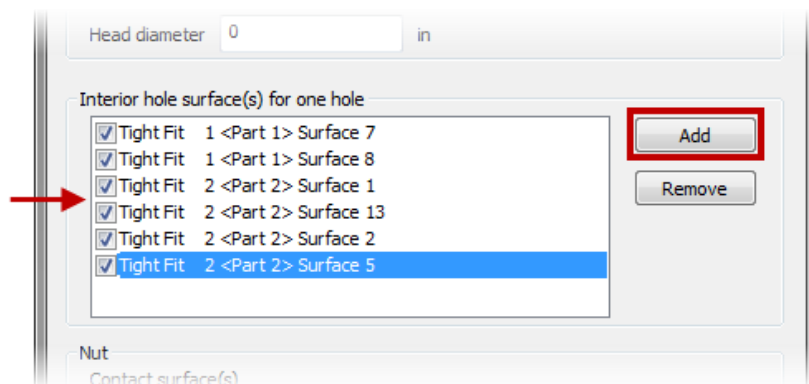 Head diameter 0 in
Interior hole surface(s) for one hole
Tight Fit 1 <Part 1> Surface 7
Add
Tight Fit 1 <Part 1> Surface 8
Tight Fit 2 <Part 2> Surface 1
Remove
Tight Fit 2 <Part 2> Surface 13
Tight Fit 2 <Part 2> Surface 2
Tight Fit 2 <Part 2> Surface 5
Nut
Contact surface(s)